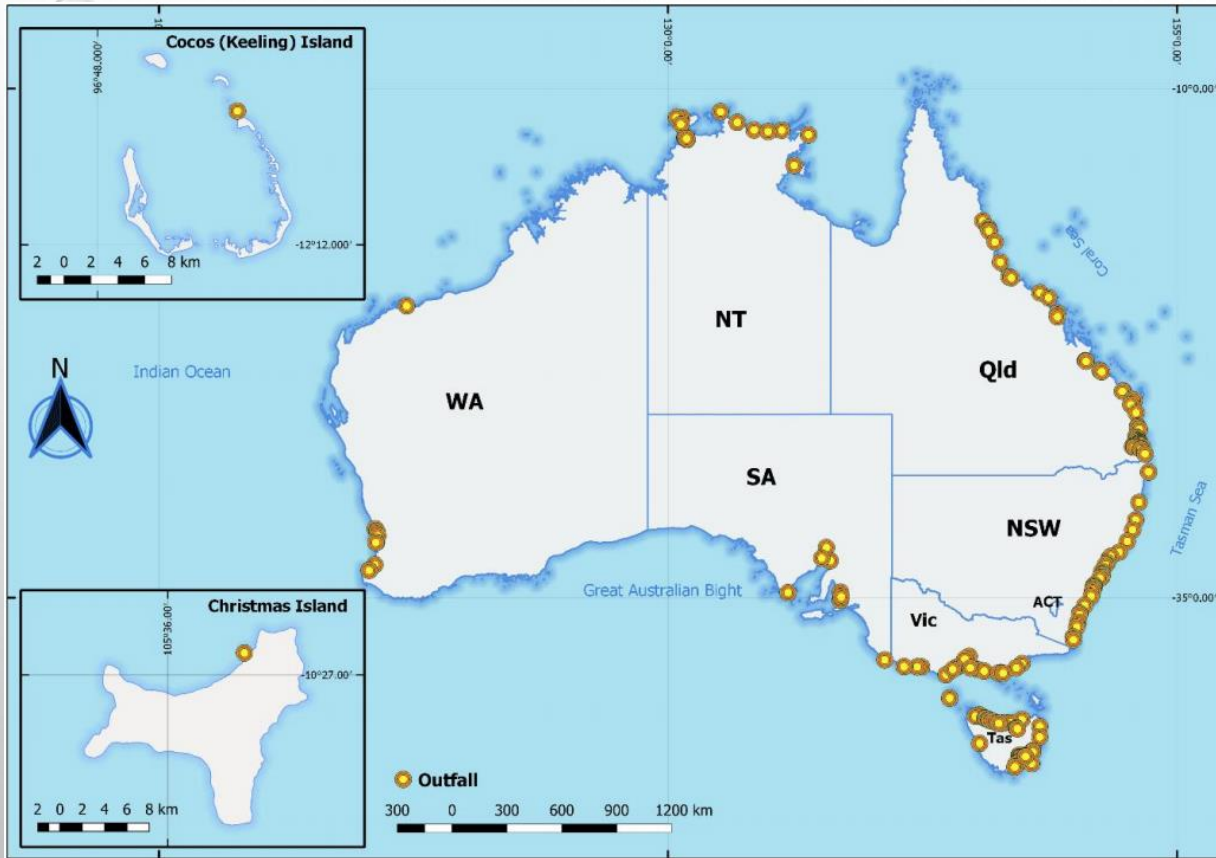 130°0.00'
155°0.00'
Cocos (Keeling) Island
96°48.000'
-10°0.00'
-12°12.000'
2 0 2 4 6 8 km
Coral Sea
NT
Indian Ocean
N
Qld
WA
SA
Tasman Sea
NSW
Great Australian Bight
-35°0.00'
ACT
Christmas Island
Vic
105°36.00'
-10°27.00'
Tas
Outfall
2 0 2 4 6 8 km
300 0 300 600 900 1200 km